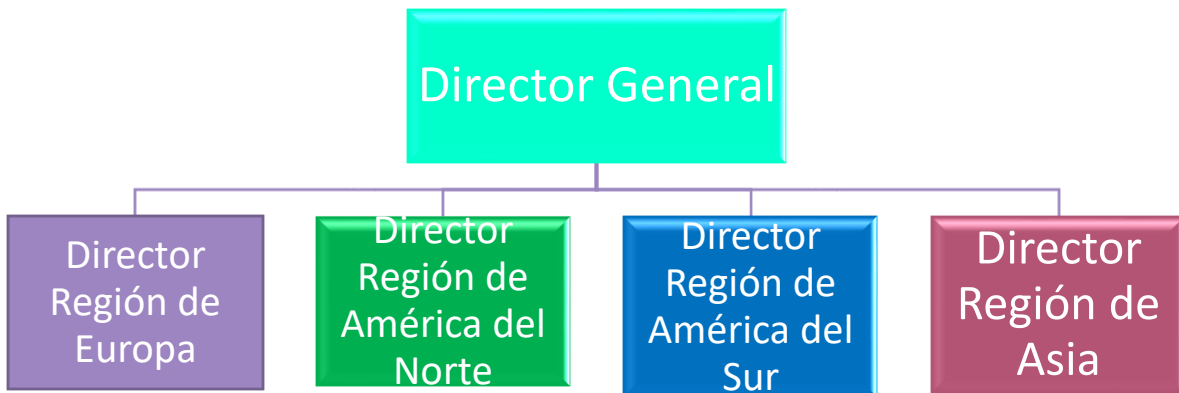 Director General
Director
Región de
Europa
Director
Región de
América del
Norte
Director
Región de
América del
Sur
Director
Región de
Asia